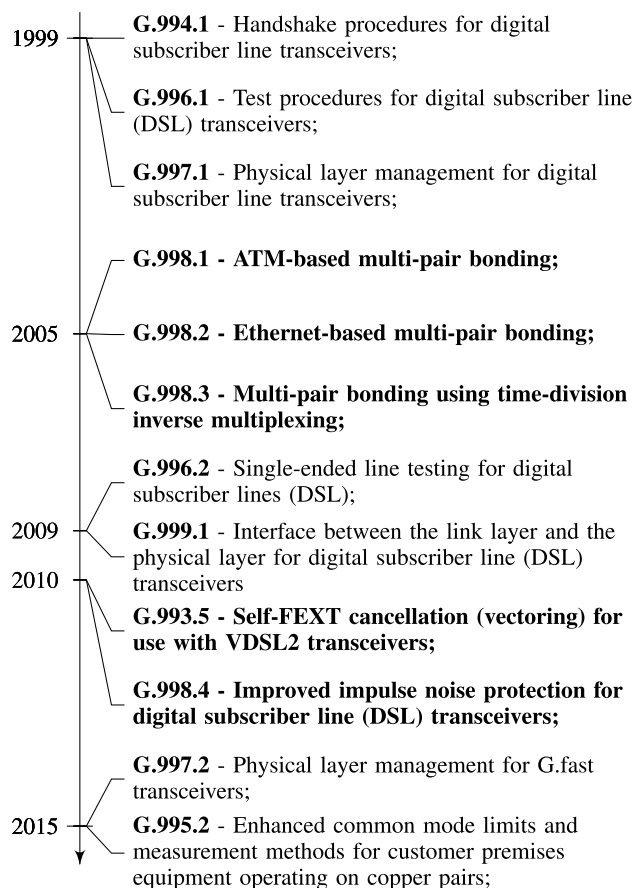 G.994.1 - Handshake procedures for digital
1999
subscriber line transceivers;
G.996.1 - Test procedures for digital subscriber line
(DSL) transceivers;
G.997.1 - Physical layer management for digital
subscriber line transceivers;
G.998.1 - ATM-based multi-pair bonding;
2005
G.998.2 - Ethernet-based multi-pair bonding;
G.998.3 - Multi-pair bonding using time-division
inverse multiplexing;
G.996.2 - Single-ended line testing for digital
subscriber lines (DSL);
2009
G.999.1 - Interface between the link layer and the
physical layer for digital subscriber line (DSL)
transceivers
2010
G.993.5 - Self-FEXT cancellation (vectoring) for
use with VDSL2 transceivers;
G.998.4 - Improved impulse noise protection for
digital subscriber line (DSL) transceivers;
G.997.2 - Physical layer management for G.fast
transceivers;
2015
G.995.2 - Enhanced common mode limits and
measurement methods for customer premises
equipment operating on copper pairs;